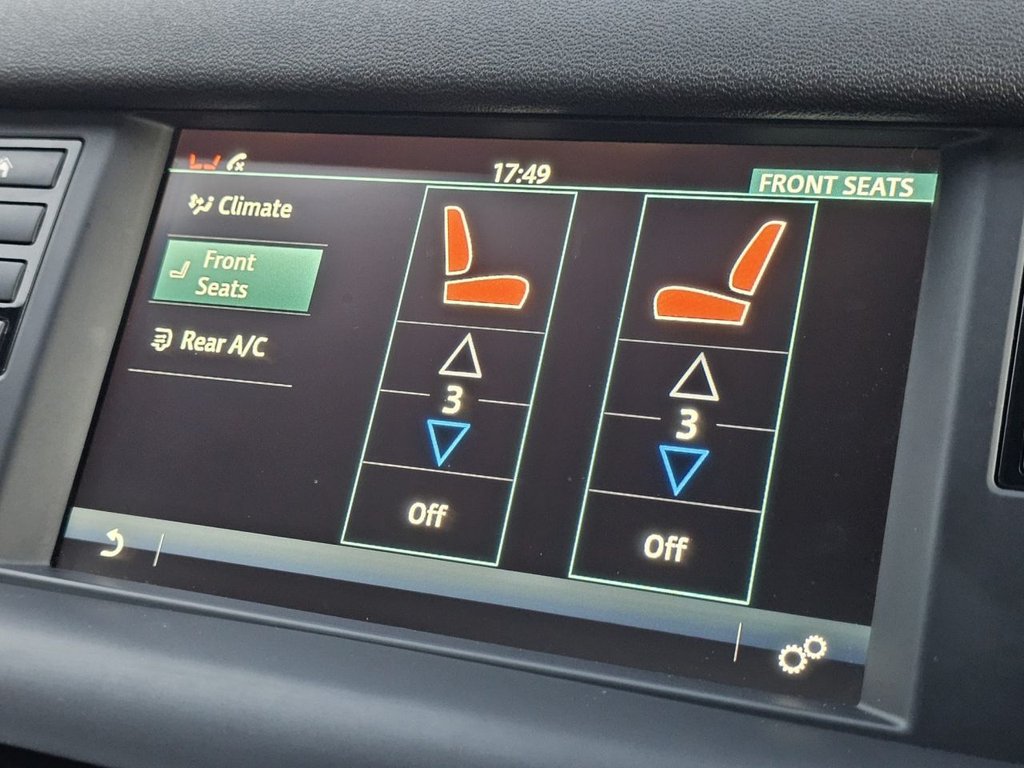 17:49
FRONT SEATS
Climate
Front
Seats
Rear A/C
3
3
Off
Off